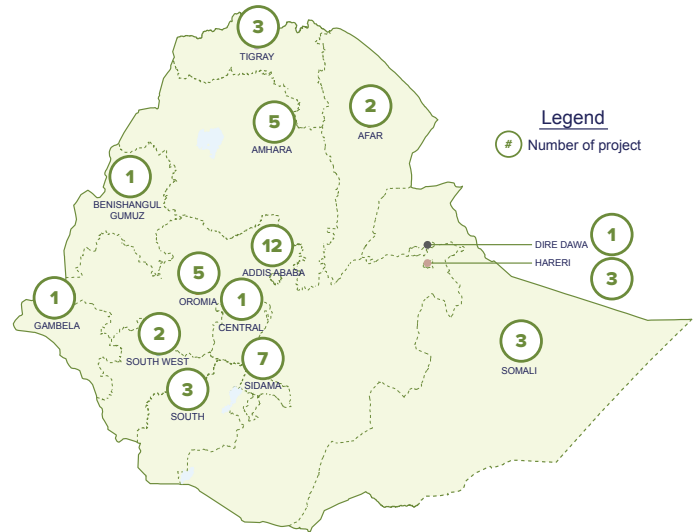 3
TIGRAY
2
AFAR
5
AMHARA
Legend
# Number of project
1
BENISHANGUL
GUMUZ
12
ADDIS ABABA
1
DIRE DAWA
HARERI
3
5
OROMIA
1
CENTRAL
1
GAMBELA
2
SOUTH WEST
7
SIDAMA
3
SOMALI
3
SOUTH